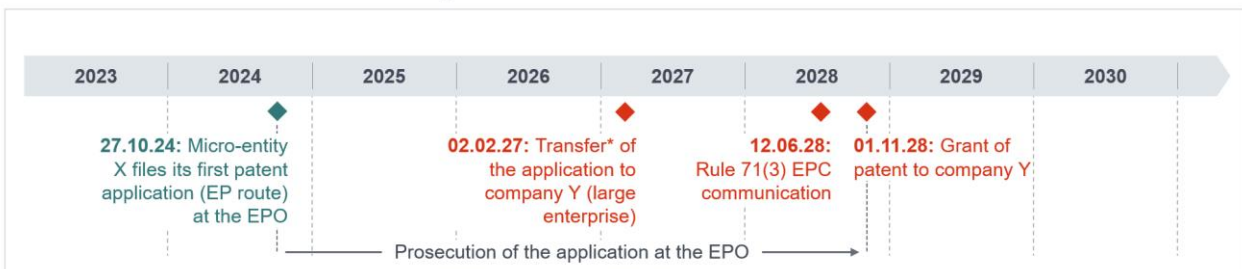 2023 2024 2025 2026 2027 2028 2029 2030
27.10.24: Micro-entity
X files its first patent
application (EP route)
at the EPO
02.02.27: Transfer* of
the application to
company Y (large
enterprise)
12.06.28:
Rule 71(3) EPC
communication
01.11.28: Grant of
patent to company Y
Prosecution of the application at the EPO